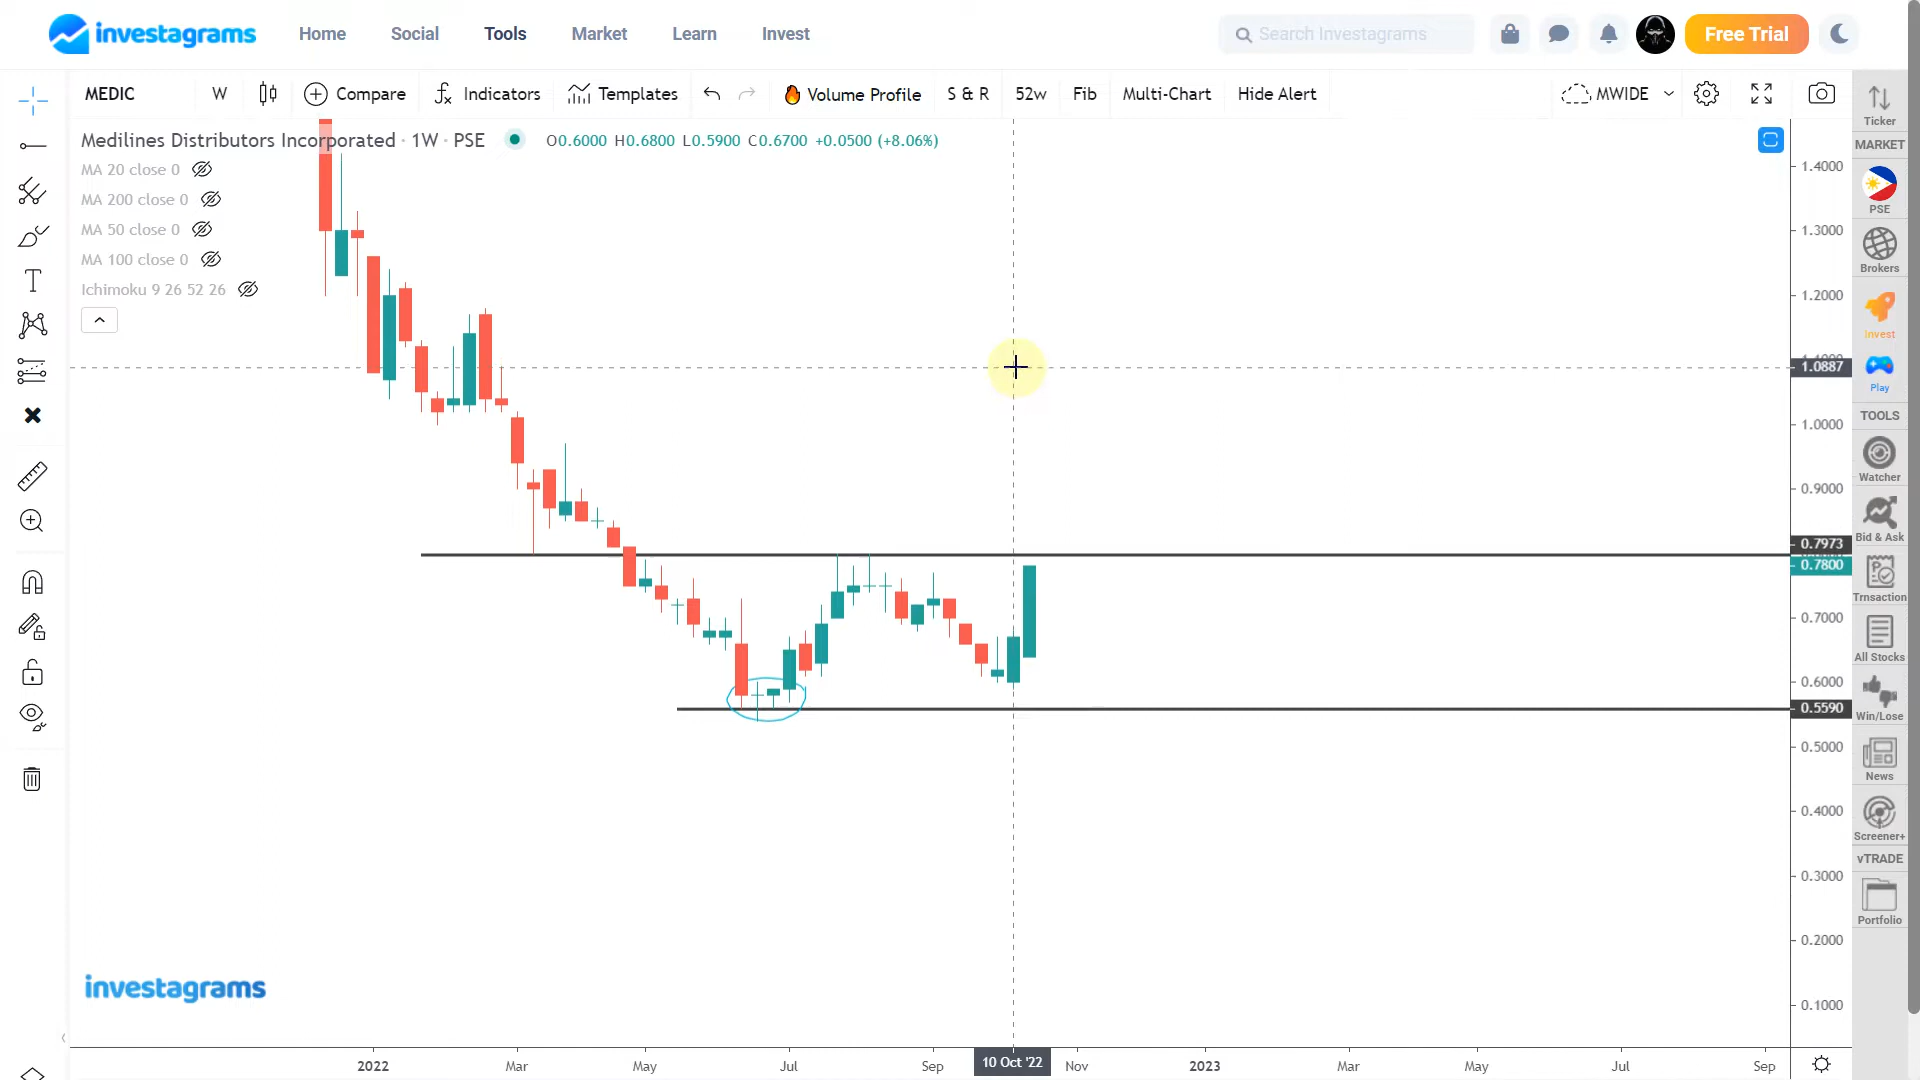 investagrams
Home Social Tools Market Learn Invest
Search Investagrams
Free Trial
MEDIC W Compare Indicators Templates Volume Profile S & R 52w Fib Multi-Chart Hide Alert MWIDE
Medilines Distributors Incorporated · 1W · PSE O0.6000 H0.6800 L0.5900 C0.6700 +0.0500 (+8.06%)
MA 20 close 0
MA 200 close 0
MA 50 close 0
MA 100 close 0
Ichimoku 9 26 52 26
1.4000
1.3000
1.2000
1.0887
1.0000
0.9000
0.7973
0.7800
0.7000
0.6000
0.5590
0.5000
0.4000
0.3000
0.2000
0.1000
Ticker
MARKET
PSE
Brokers
Invest
Play
TOOLS
Watcher
Bid & Ask
Trnsaction
All Stocks
Win/Lose
News
Screener+
vTRADE
Portfolio
investagrams
2022 Mar May Jul Sep 10 Oct '22 Nov 2023 Mar May Jul Sep